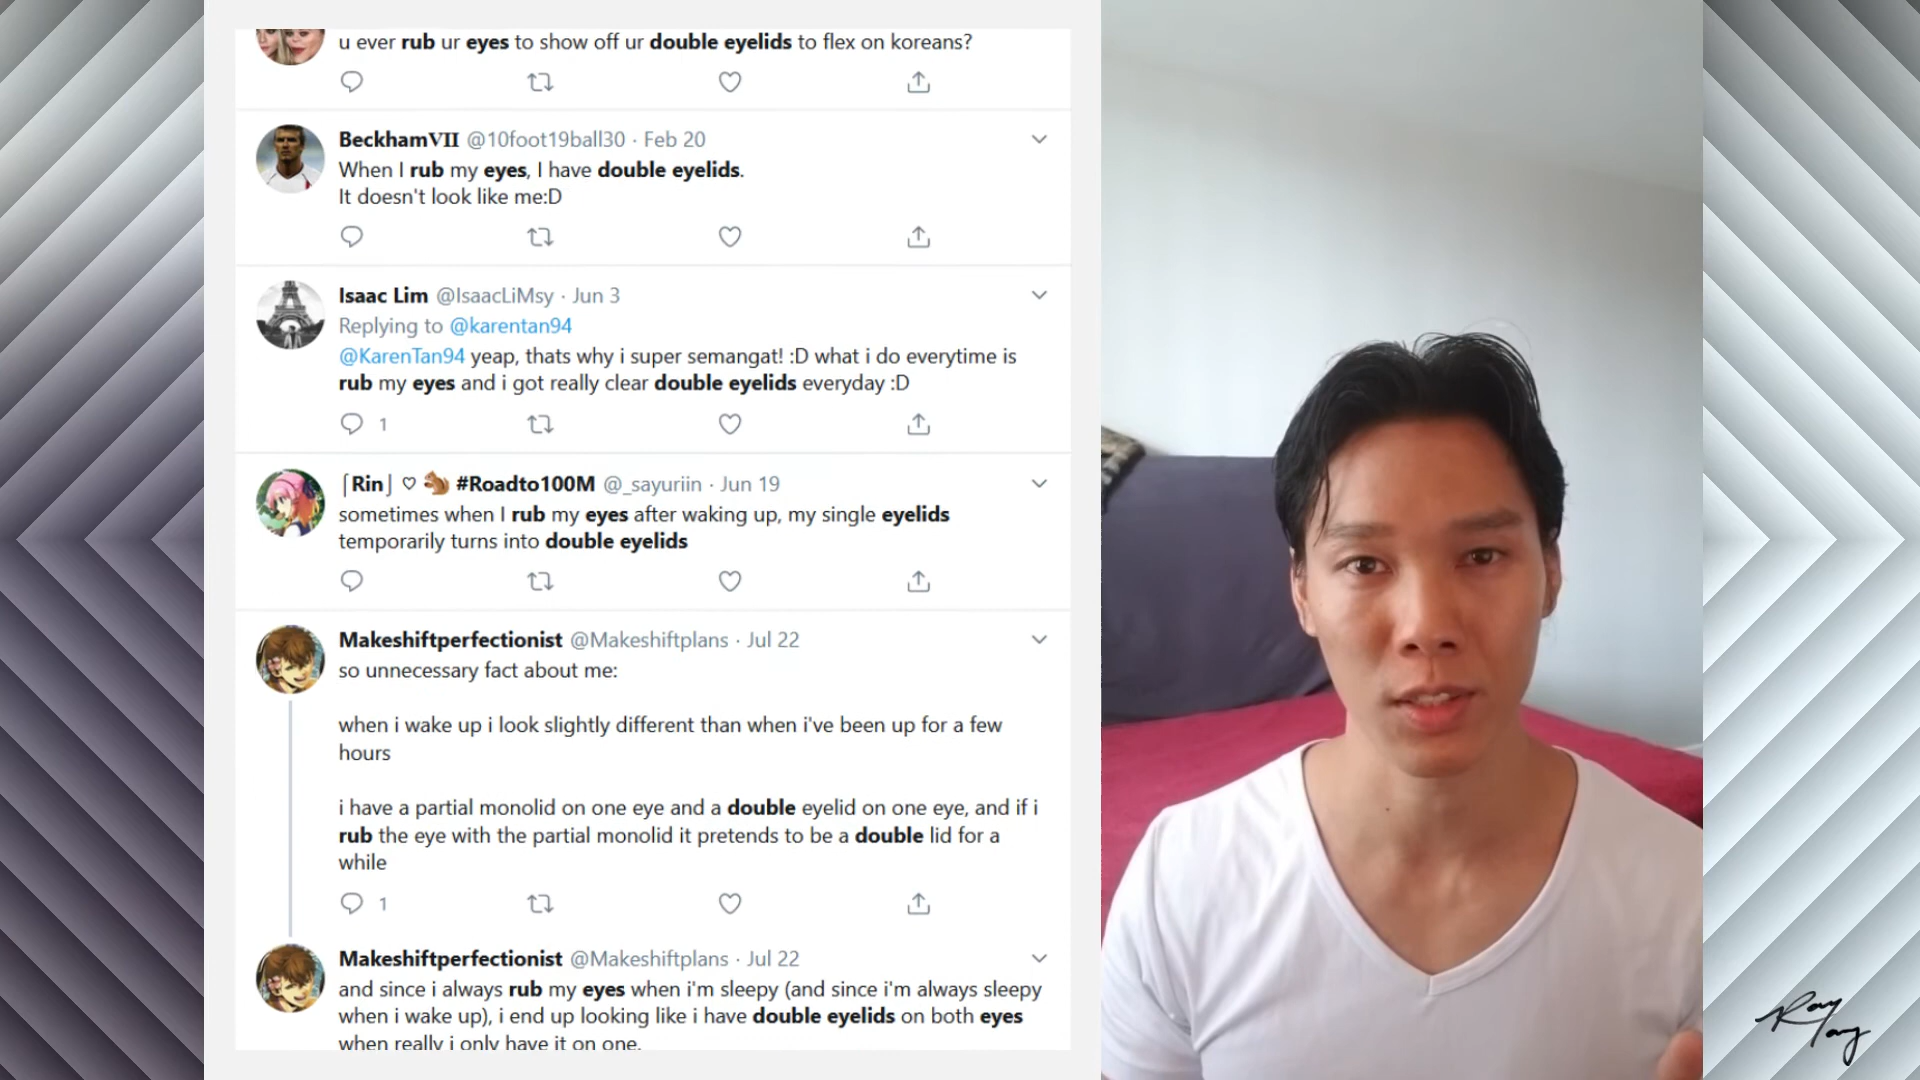 u ever rub ur eyes to show off ur double eyelids to flex on koreans?
BeckhamVII @10foot19ball30 · Feb 20
When I rub my eyes, I have double eyelids.
It doesn't look like me:D
Isaac Lim @IsaacLiMsy · Jun 3
Replying to @karentan94
@KarenTan94 yeap, thats why i super semangat! :D what i do everytime is
rub my eyes and i got really clear double eyelids everyday :D
1
⌈Rin⌋ ♡ 🐿️ #Roadto100M @_sayuriin · Jun 19
sometimes when I rub my eyes after waking up, my single eyelids
temporarily turns into double eyelids
Makeshiftperfectionist @Makeshiftplans · Jul 22
so unnecessary fact about me:
when i wake up i look slightly different than when i've been up for a few
hours
i have a partial monolid on one eye and a double eyelid on one eye, and if i
rub the eye with the partial monolid it pretends to be a double lid for a
while
1
Makeshiftperfectionist @Makeshiftplans · Jul 22
and since i always rub my eyes when i'm sleepy (and since i'm always sleepy
when i wake up), i end up looking like i have double eyelids on both eyes
when really i only have it on one.